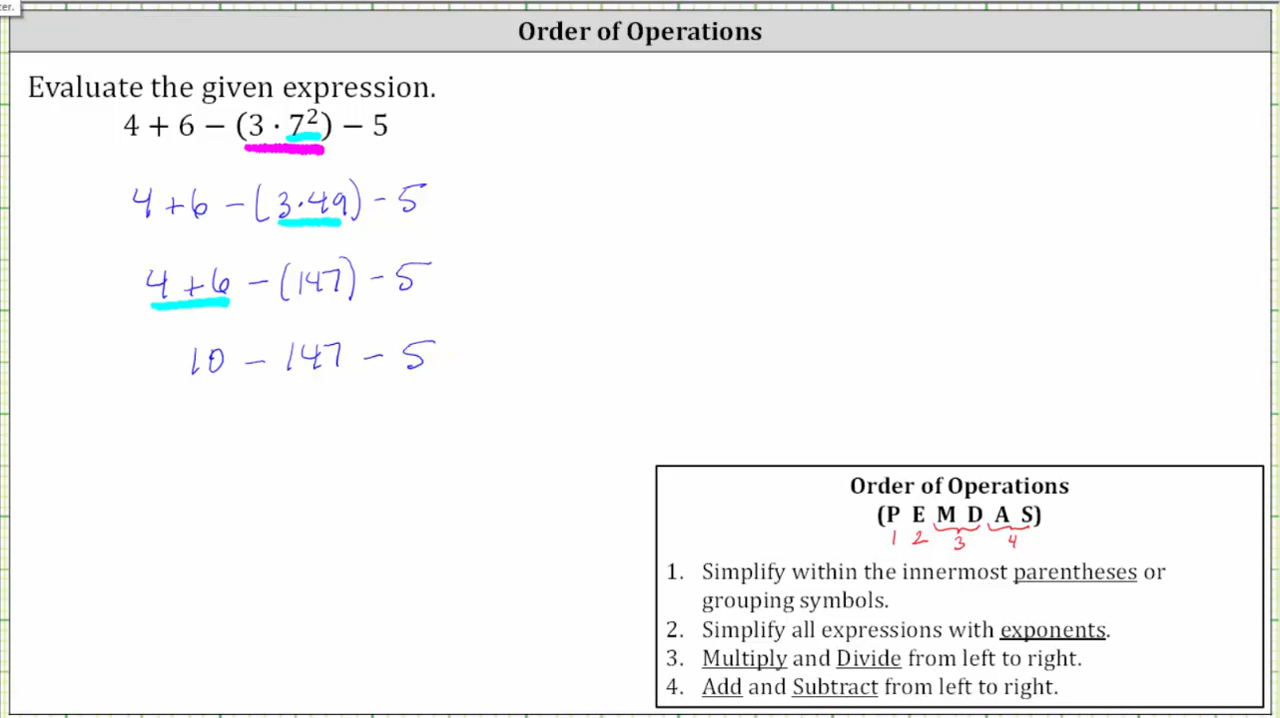 ter.
Order of Operations
Evaluate the given expression.
4 + 6 − (3 · 7²) − 5
4 + 6 − (3 · 49) − 5
4 + 6 − (147) − 5
10 − 147 − 5
Order of Operations
(P E M D A S)
1 2 3 4
1. Simplify within the innermost parentheses or
grouping symbols.
2. Simplify all expressions with exponents.
3. Multiply and Divide from left to right.
4. Add and Subtract from left to right.